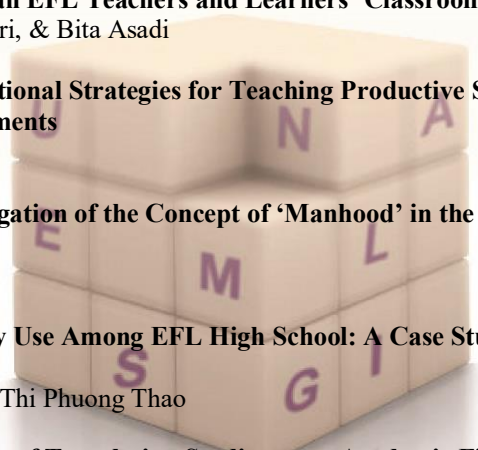 EFL Teachers and Learners' Classroom
ri, & Bita Asadi
tional Strategies for Teaching Productive S
ments
U N A
gation of the Concept of 'Manhood' in the
E M L
y Use Among EFL High School: A Case Stu
S G I
Thi Phuong Thao